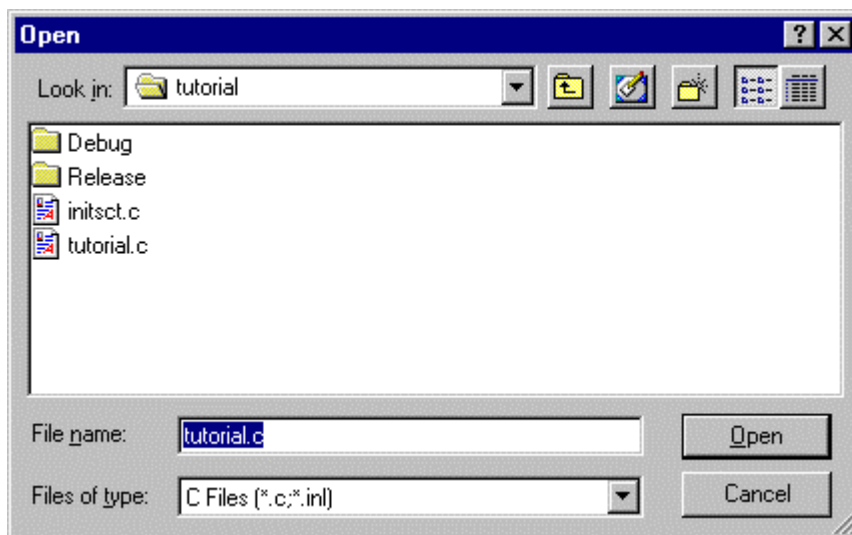 Open
Look in: tutorial
Debug
Release
initsct.c
tutorial.c
File name: tutorial.c Open
Files of type: C Files (*.c;*.inl) Cancel